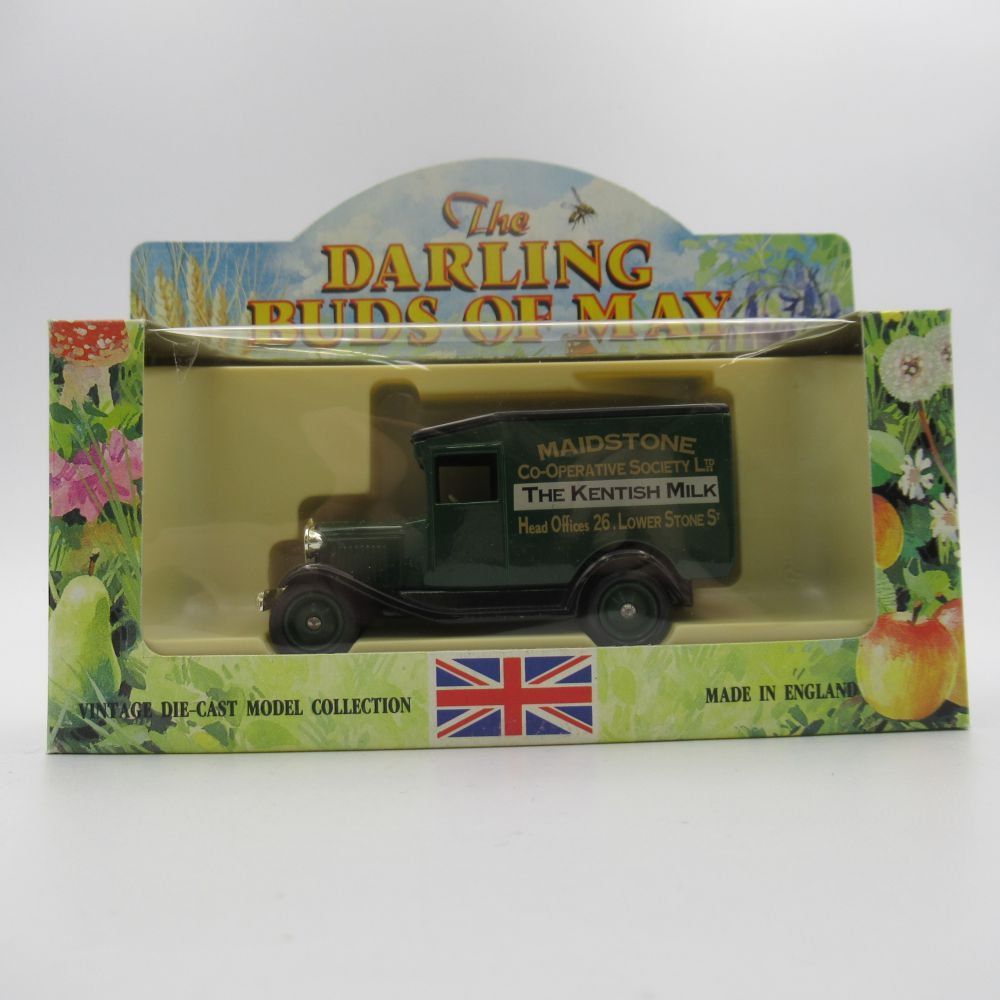 The
DARLING
BUDS OF MAY
MAIDSTONE
CO-OPERATIVE SOCIETY LTD
THE KENTISH MILK
Head Offices 26, LOWER STONE ST
VINTAGE DIE-CAST MODEL COLLECTION
MADE IN ENGLAND